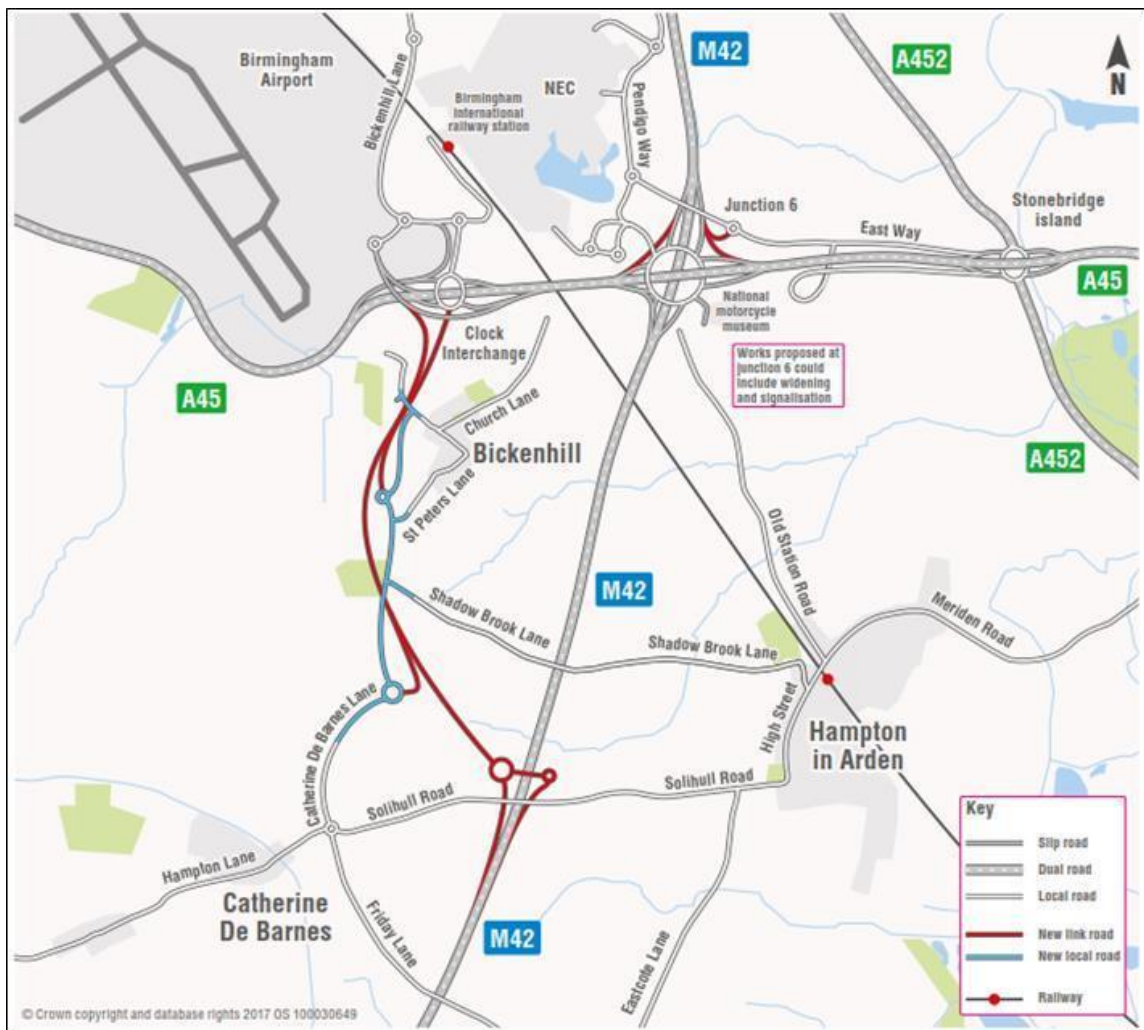 Birmingham
Airport
Bickenhill Lane
Birmingham
International
railway station
NEC
Pendigo Way
M42
A452
N
Junction 6
East Way
Stonebridge
island
A45
National
motorcycle
museum
Clock
Interchange
Works proposed at
junction 6 could
include widening
and signalisation
A45
Church Lane
Bickenhill
St Peters Lane
A452
Old Station Road
M42
Shadow Brook Lane
Shadow Brook Lane
Meriden Road
High Street
Hampton
in Arden
Catherine De Barnes Lane
Solihull Road
Solihull Road
Hampton Lane
Catherine
De Barnes
Friday Lane
M42
Eastcote Lane
Key
Slip road
Dual road
Local road
New link road
New local road
Railway
© Crown copyright and database rights 2017 OS 100030649